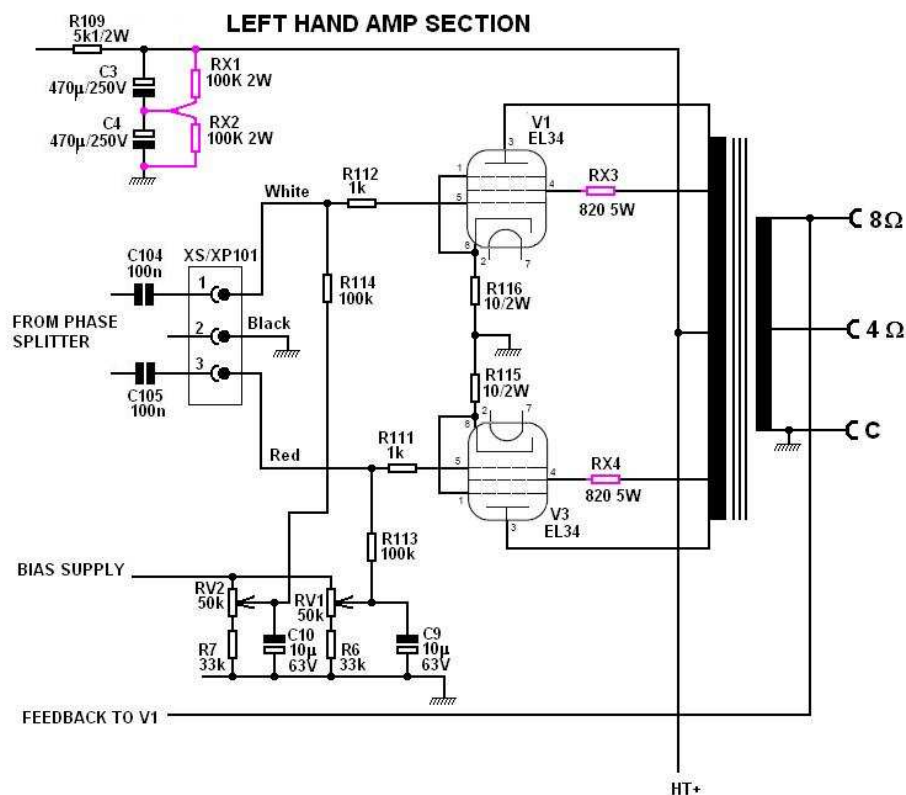 LEFT HAND AMP SECTION
R109
5k1/2W
C3
470µ/250V
RX1
100K 2W
C4
470µ/250V
RX2
100K 2W
V1
EL34
3
1
5
4
8
2
7
RX3
820 5W
R112
1k
White
8Ω
C104
100n
XS/XP101
1
R114
100k
R116
10/2W
FROM PHASE
SPLITTER
2
Black
4 Ω
3
C105
100n
R115
10/2W
2
7
8
C
R111
1k
Red
5
4
1
3
RX4
820 5W
V3
EL34
R113
100k
BIAS SUPPLY
RV2
50k
RV1
50k
R7
33k
C10
10µ
63V
R6
33k
C9
10µ
63V
FEEDBACK TO V1
HT+